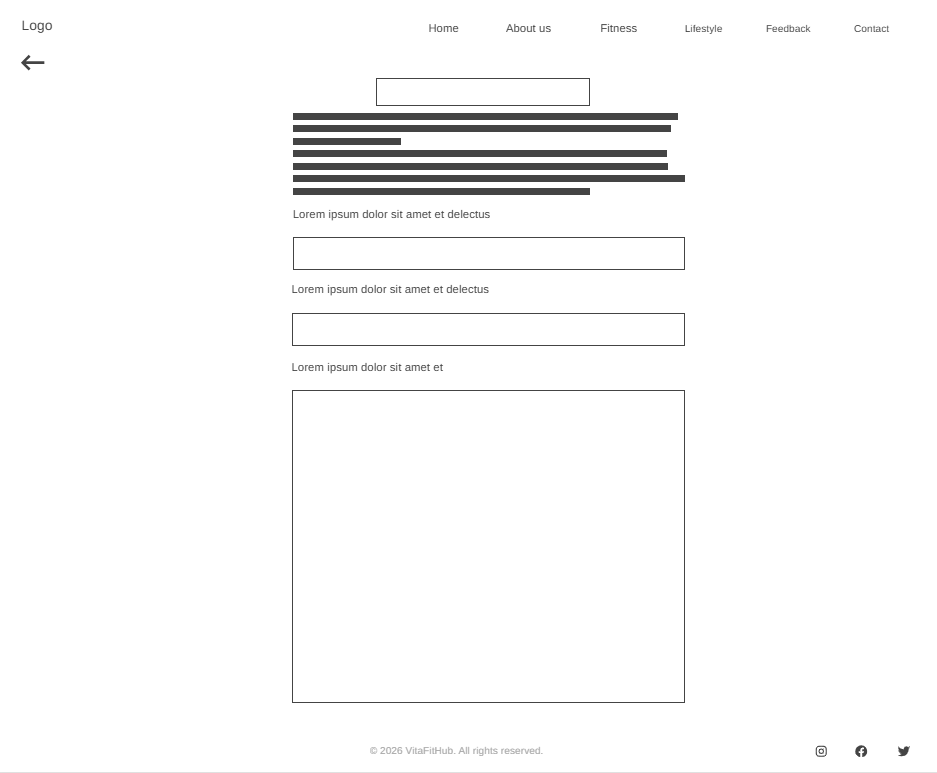 Logo
Home About us Fitness Lifestyle Feedback Contact
Lorem ipsum dolor sit amet et delectus
Lorem ipsum dolor sit amet et delectus
Lorem ipsum dolor sit amet et
© 2026 VitaFitHub. All rights reserved.